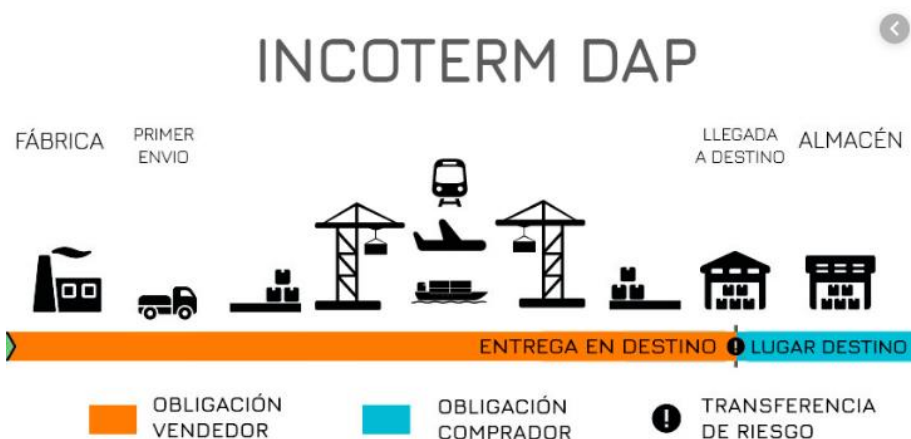 INCOTERM DAP
FÁBRICA
PRIMER
ENVIO
LLEGADA
A DESTINO
ALMACÉN
ENTREGA EN DESTINO
LUGAR DESTINO
OBLIGACIÓN
VENDEDOR
OBLIGACIÓN
COMPRADOR
TRANSFERENCIA
DE RIESGO